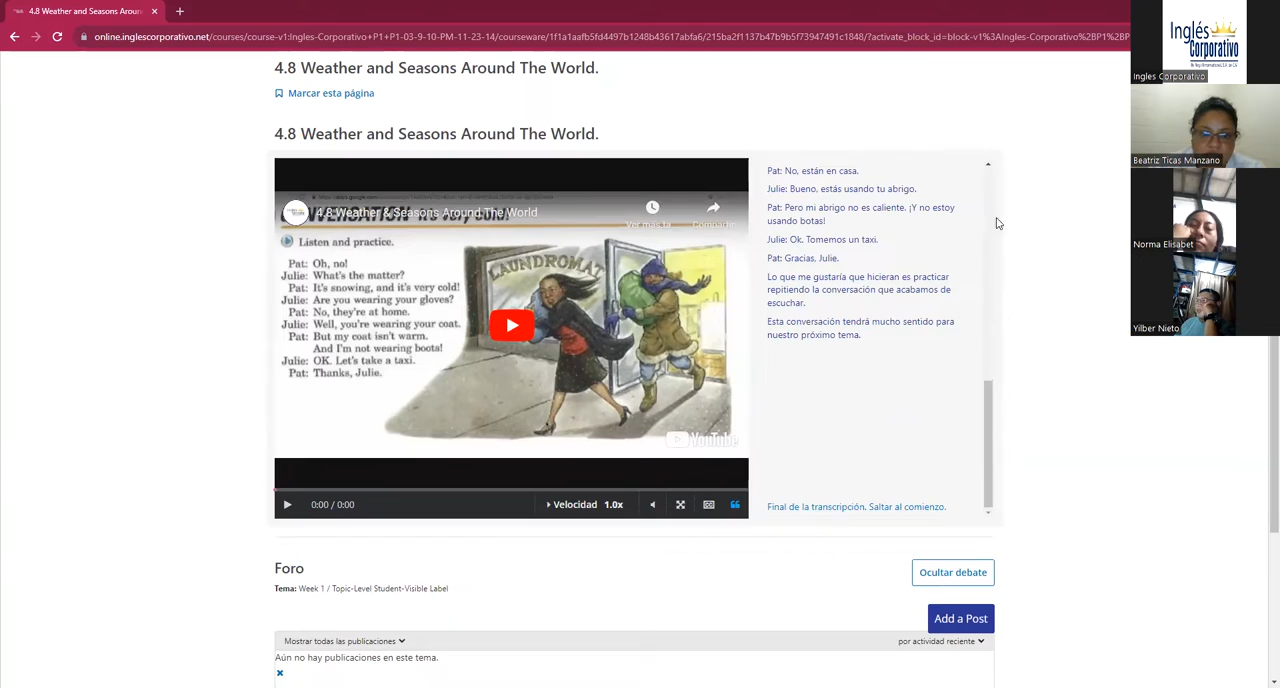 4.8 Weather and Seasons Aroun
online.inglescorporativo.net/courses/course-v1:Ingles-Corporativo+P1+P1-03-9-10-PM-11-23-14/courseware/1f1a1aafb5fd4497b1248b43617abfa6/215ba2f1137b47b9b5f73947491c1848/?activate_block_id=block-v1%3AIngles-Corporativo%2BP1%2BP
Inglés
Corporativo
Ingles Corporativo
Beatriz Ticas Manzano
Norma Elisabet
Yilber Nieto
4.8 Weather and Seasons Around The World.
Marcar esta página
4.8 Weather and Seasons Around The World.
4.8 Weather & Seasons Around The World
Ver más ta
Compartir
Listen and practice.
Pat: Oh, no!
Julie: What's the matter?
Pat: It's snowing, and it's very cold!
Julie: Are you wearing your gloves?
Pat: No, they're at home.
Julie: Well, you're wearing your coat.
Pat: But my coat isn't warm.
And I'm not wearing boots!
Julie: OK. Let's take a taxi.
Pat: Thanks, Julie.
LAUNDROMAT
YouTube
0:00 / 0:00
Velocidad 1.0x
Pat: No, están en casa.
Julie: Bueno, estás usando tu abrigo.
Pat: Pero mi abrigo no es caliente. ¡Y no estoy
usando botas!
Julie: Ok. Tomemos un taxi.
Pat: Gracias, Julie.
Lo que me gustaría que hicieran es practicar
repitiendo la conversación que acabamos de
escuchar.
Esta conversación tendrá mucho sentido para
nuestro próximo tema.
Final de la transcripción. Saltar al comienzo.
Foro
Ocultar debate
Tema: Week 1 / Topic-Level Student-Visible Label
Add a Post
Mostrar todas las publicaciones
por actividad reciente
Aún no hay publicaciones en este tema.